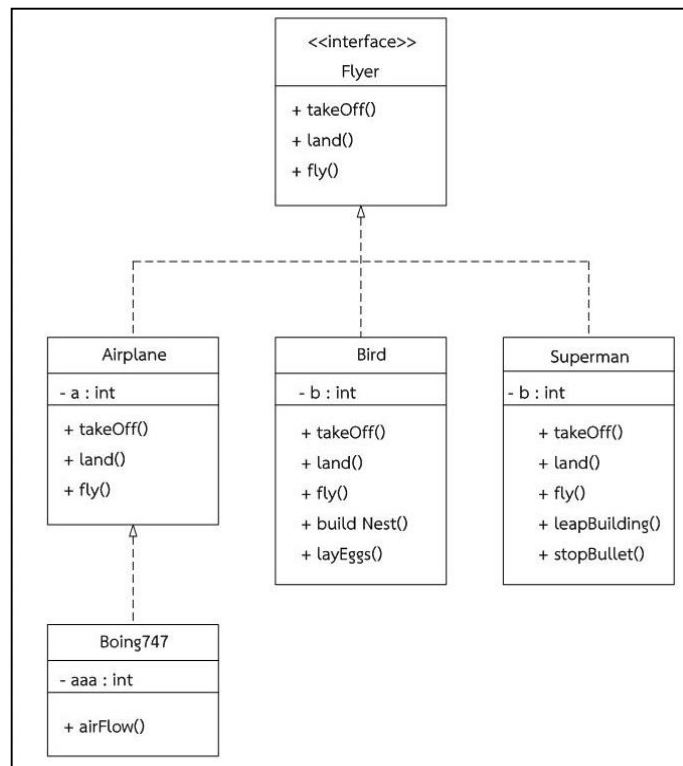 <<interface>>
Flyer
+ takeOff()
+ land()
+ fly()
Airplane
- a : int
+ takeOff()
+ land()
+ fly()
Bird
- b : int
+ takeOff()
+ land()
+ fly()
+ build Nest()
+ layEggs()
Superman
- b : int
+ takeOff()
+ land()
+ fly()
+ leapBuilding()
+ stopBullet()
Boing747
- aaa : int
+ airFlow()